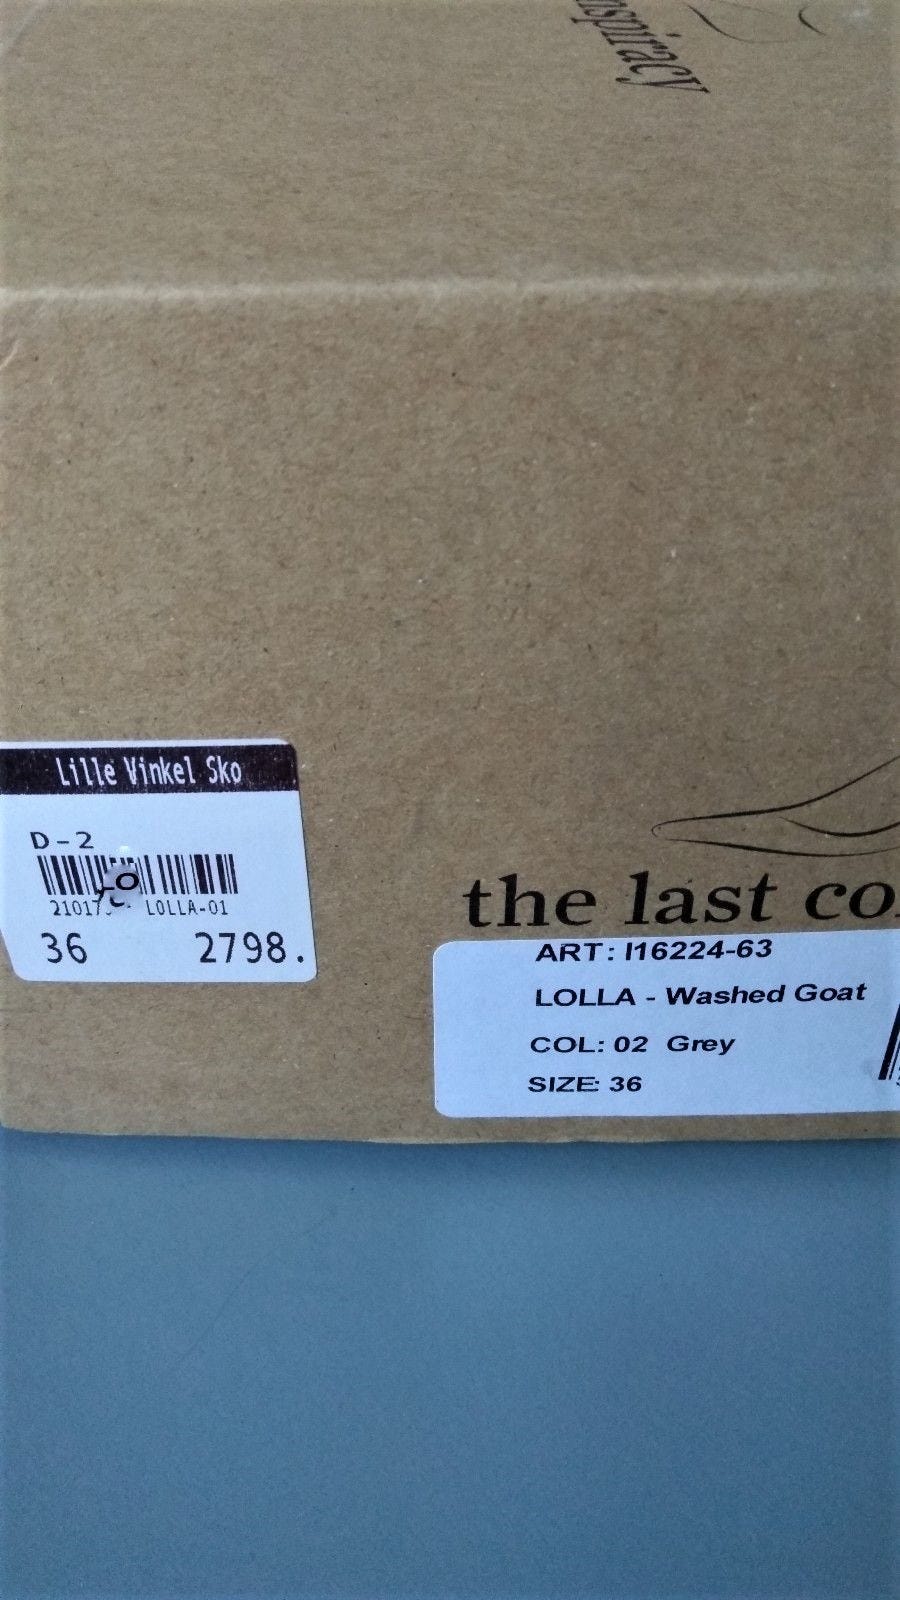 nspiracy
Lille Vinkel Sko
D-2
LOLLA-01
36 2798.
the last co
ART: I16224-63
LOLLA - Washed Goat
COL: 02 Grey
SIZE: 36